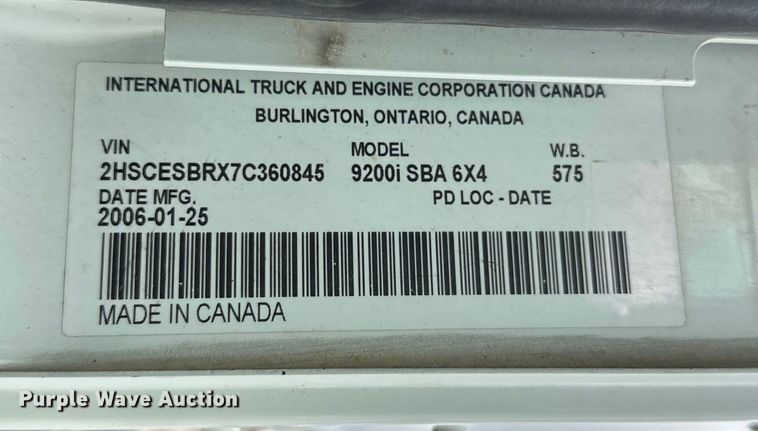 INTERNATIONAL TRUCK AND ENGINE CORPORATION CANADA
BURLINGTON, ONTARIO, CANADA
VIN MODEL W.B.
2HSCESBRX7C360845 9200i SBA 6X4 575
DATE MFG. PD LOC - DATE
2006-01-25
MADE IN CANADA
Purple Wave Auction